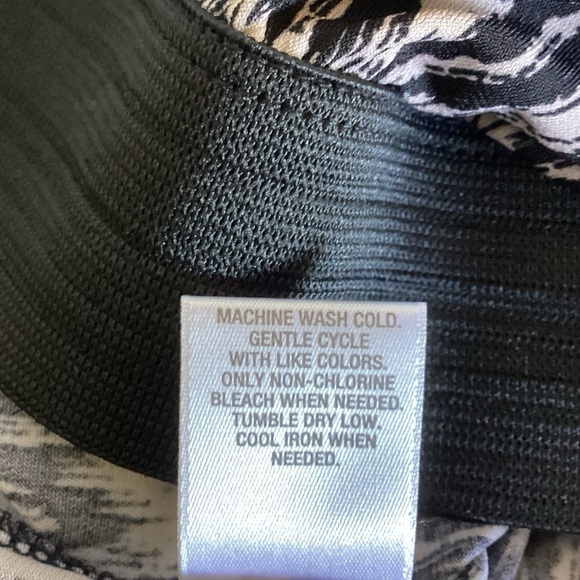 MACHINE WASH COLD.
GENTLE CYCLE
WITH LIKE COLORS.
ONLY NON-CHLORINE
BLEACH WHEN NEEDED.
TUMBLE DRY LOW.
COOL IRON WHEN
NEEDED.